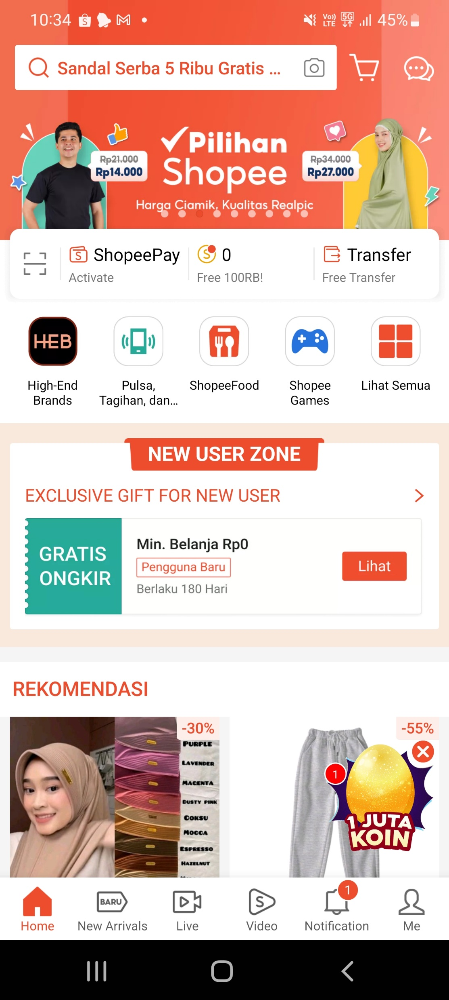 10:34
Vo))
LTE
5G
45%
Sandal Serba 5 Ribu Gratis ...
Pilihan
Shopee
Rp21.000
Rp14.000
Rp34.000
Rp27.000
Harga Ciamik, Kualitas Realpic
ShopeePay
Activate
0
Free 100RB!
Transfer
Free Transfer
HEB
High-End
Brands
Pulsa,
Tagihan, dan...
ShopeeFood
Shopee
Games
Lihat Semua
NEW USER ZONE
EXCLUSIVE GIFT FOR NEW USER
GRATIS
ONGKIR
Min. Belanja Rp0
Pengguna Baru
Berlaku 180 Hari
Lihat
REKOMENDASI
-30%
PURPLE
LAVENDER
MAGENTA
DUSTY PINK
COKSU
MOCCA
ESPRESSO
HAZELNUT
-55%
1
1 JUTA
KOIN
Home
BARU
New Arrivals
Live
Video
1
Notification
Me